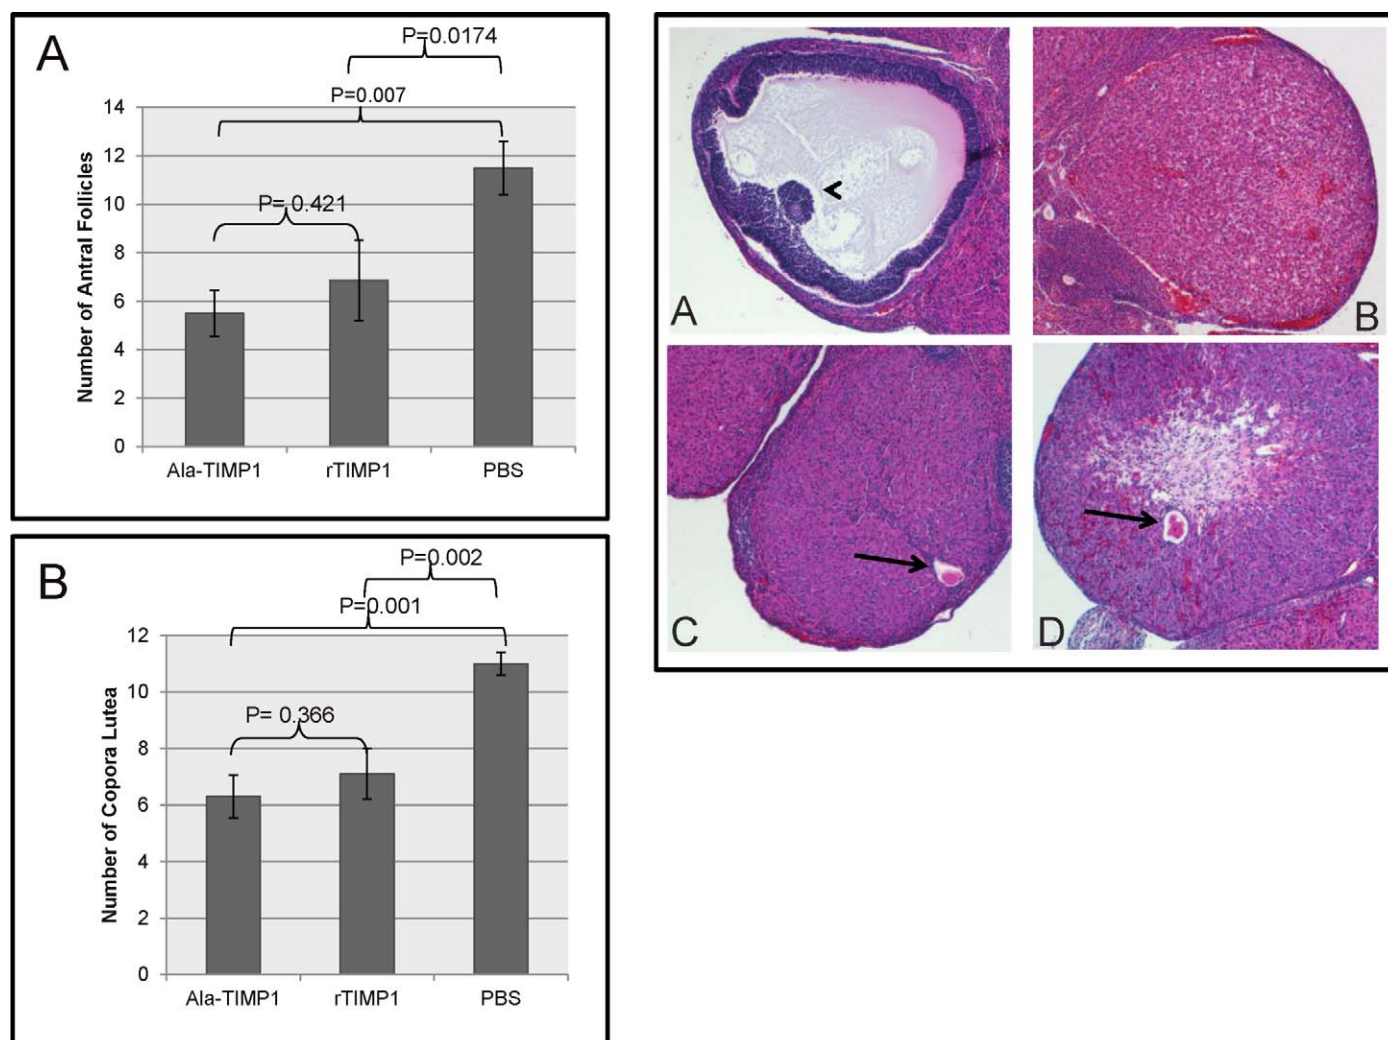 A
P=0.0174
P=0.007
P= 0.421
Number of Antral Follicles
14
12
10
8
6
4
2
0
Ala-TIMP1 rTIMP1 PBS
B
P=0.002
P=0.001
P= 0.366
Number of Copora Lutea
12
10
8
6
4
2
0
Ala-TIMP1 rTIMP1 PBS
A
B
C
D